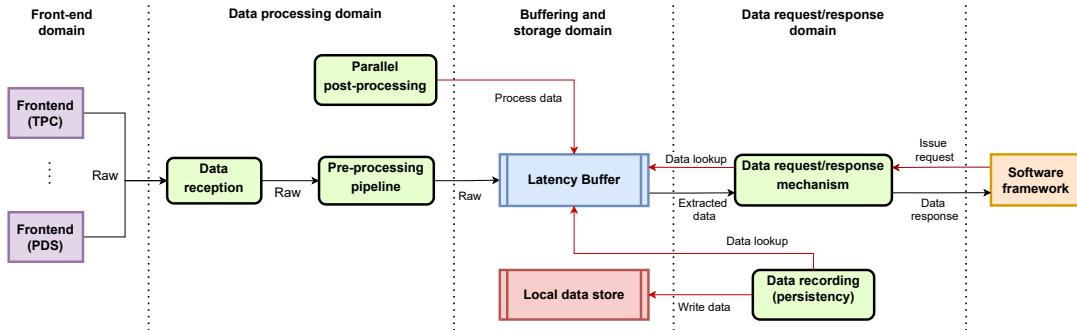 Front-end
domain
Data processing domain
Buffering and
storage domain
Data request/response
domain
Parallel
post-processing
Process data
Frontend
(TPC)
Raw
Data
reception
Raw
Pre-processing
pipeline
Raw
Latency Buffer
Data lookup
Extracted
data
Data request/response
mechanism
Issue
request
Data
response
Software
framework
Frontend
(PDS)
Data lookup
Local data store
Write data
Data recording
(persistency)